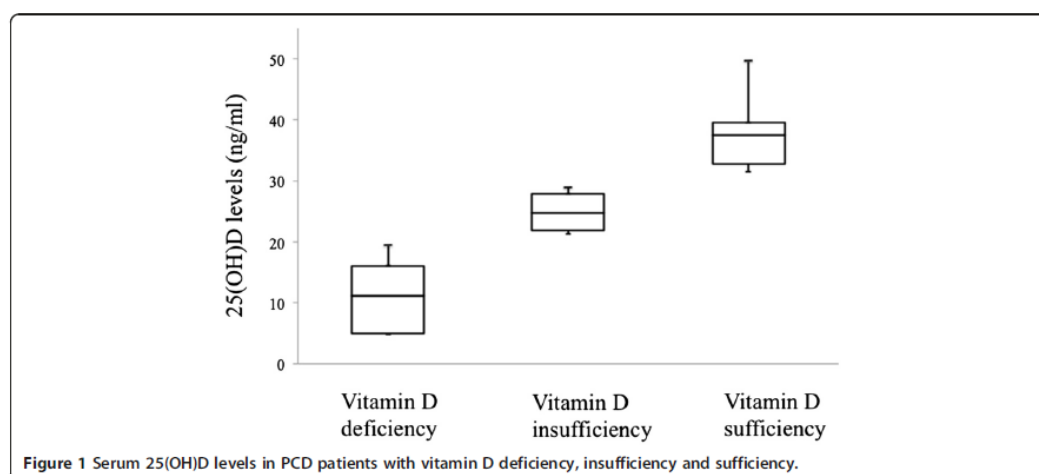 50
40
30
20
10
0
25(OH)D levels (ng/ml)
Vitamin D
deficiency
Vitamin D
insufficiency
Vitamin D
sufficiency
Figure 1 Serum 25(OH)D levels in PCD patients with vitamin D deficiency, insufficiency and sufficiency.